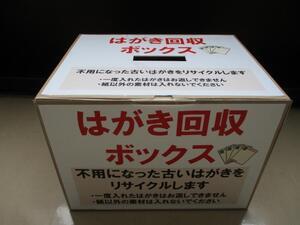 はがき回収
ボックス
不用になった古いはがきをリサイクルします
・一度入れたはがきはお返しできません
・紙以外の素材は入れないでください
はがき回収
ボックス
不用になった古いはがきを
リサイクルします
・一度入れたはがきはお返しできません
・紙以外の素材は入れないでください